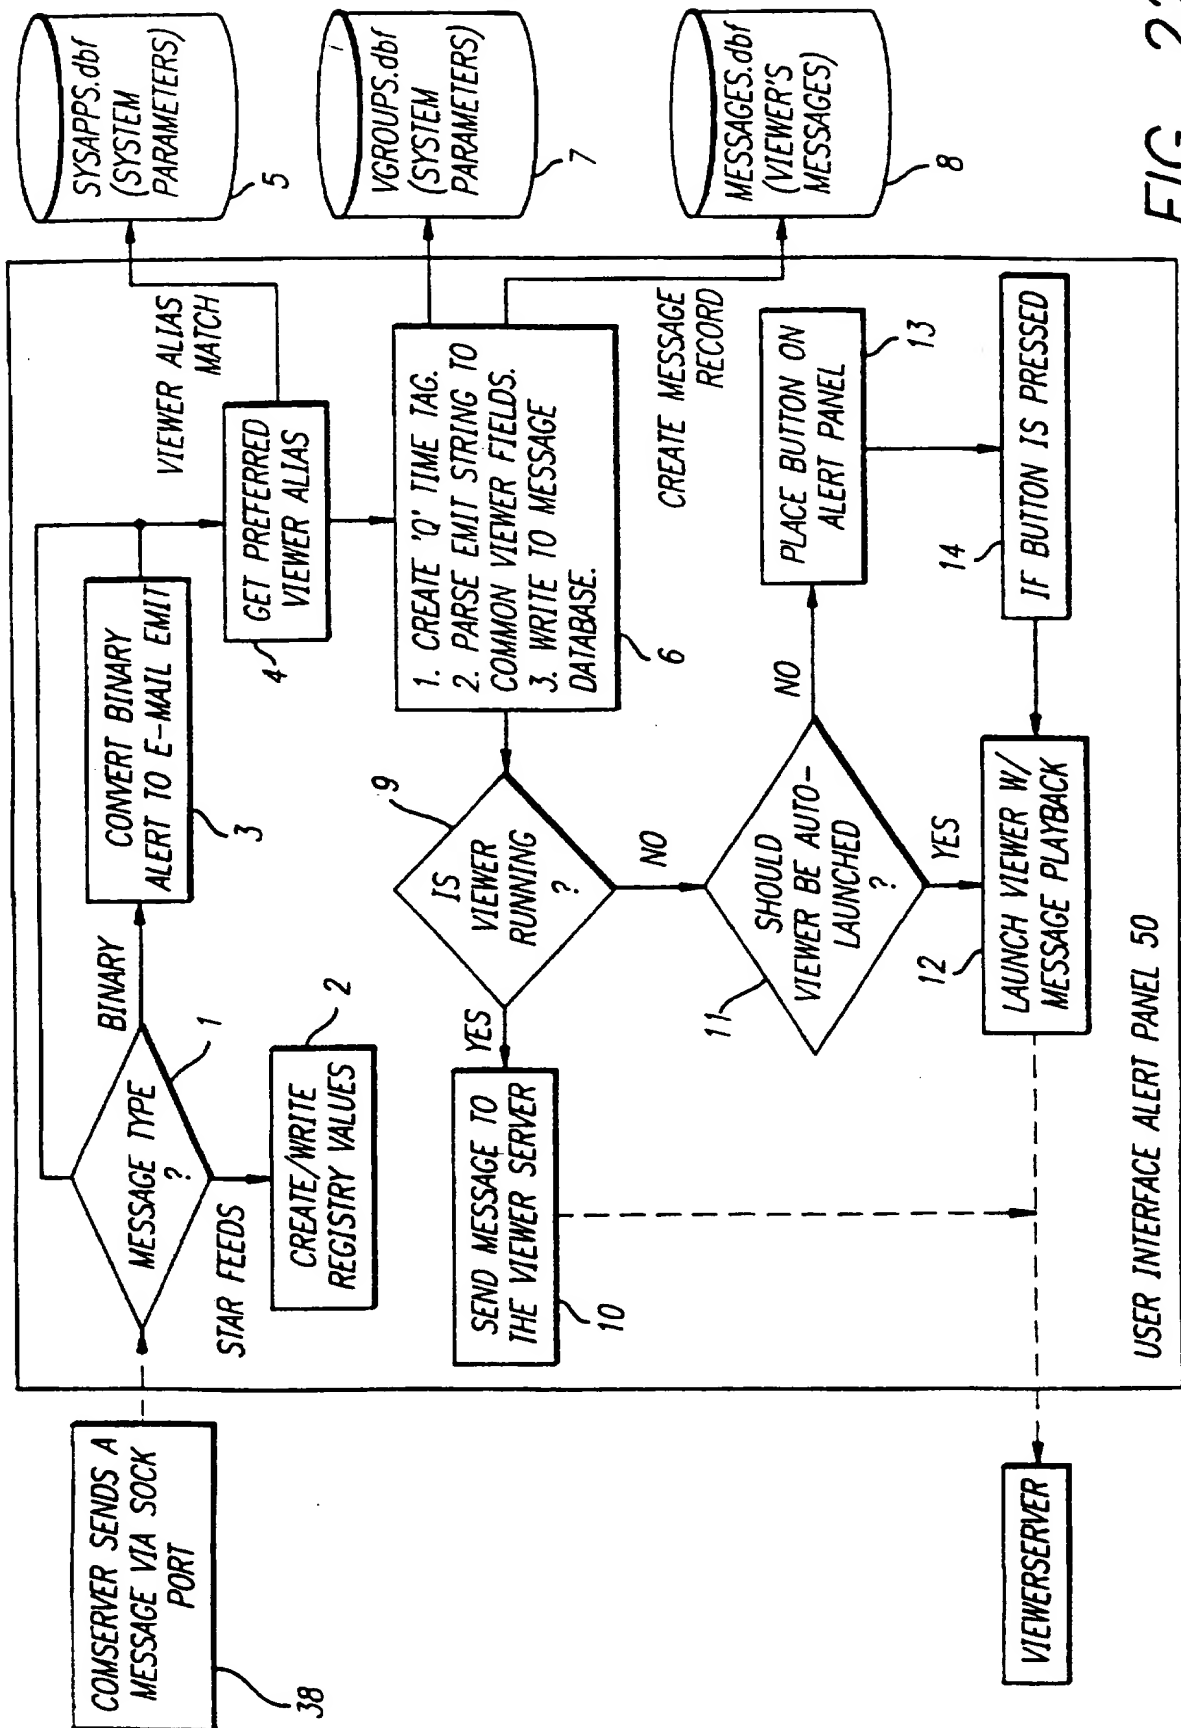 COMSERVER SENDS A
MESSAGE VIA SOCK
PORT
38
MESSAGE TYPE
?
1
BINARY
STAR FEEDS
CREATE/WRITE
REGISTRY VALUES
2
CONVERT BINARY
ALERT TO E-MAIL EMIT
3
GET PREFERRED
VIEWER ALIAS
4
VIEWER ALIAS
MATCH
SYSAPPS.dbf
(SYSTEM
PARAMETERS)
5
1. CREATE 'Q' TIME TAG.
2. PARSE EMIT STRING TO
COMMON VIEWER FIELDS.
3. WRITE TO MESSAGE
DATABASE.
6
VGROUPS.dbf
(SYSTEM
PARAMETERS)
7
CREATE MESSAGE
RECORD
MESSAGES.dbf
(VIEWER'S
MESSAGES)
8
IS
VIEWER
RUNNING
?
9
YES
NO
SEND MESSAGE TO
THE VIEWER SERVER
10
SHOULD
VIEWER BE AUTO-
LAUNCHED
?
11
NO
YES
PLACE BUTTON ON
ALERT PANEL
13
IF BUTTON IS PRESSED
14
LAUNCH VIEWER W/
MESSAGE PLAYBACK
12
USER INTERFACE ALERT PANEL 50
VIEWERSERVER
FIG.